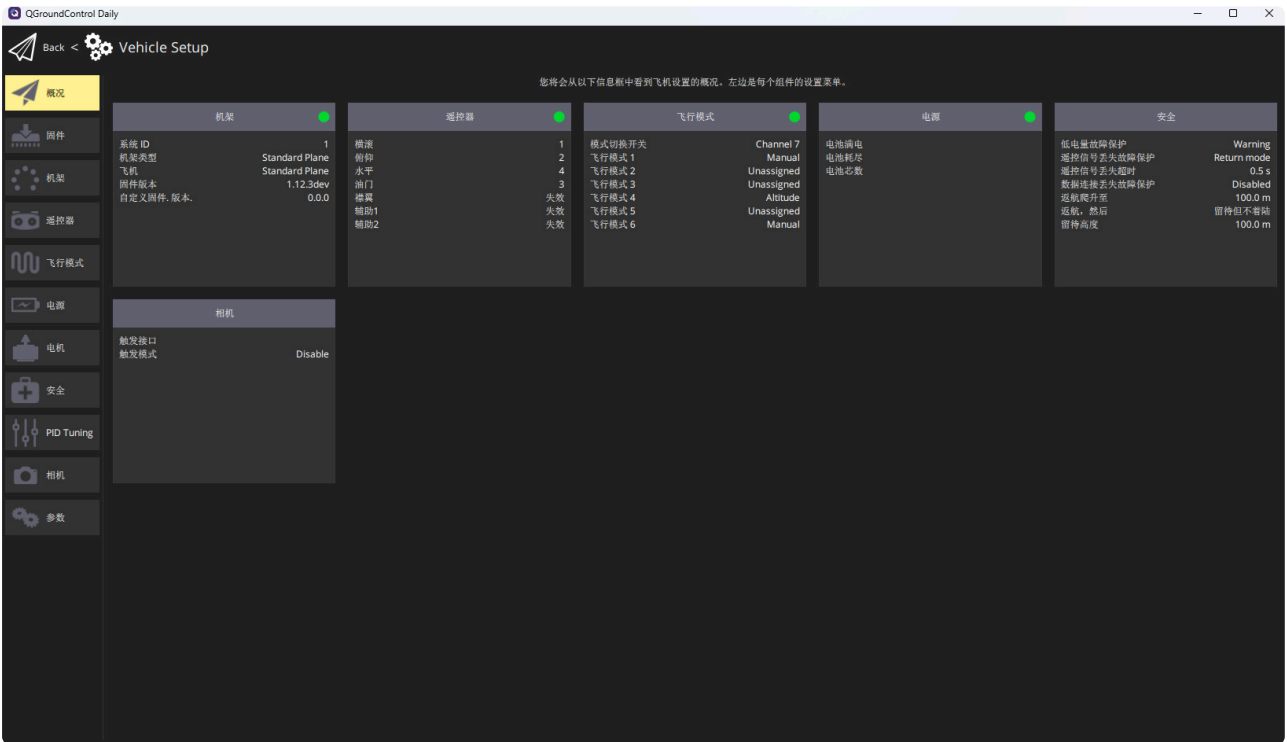 QGroundControl Daily
Back < Vehicle Setup
您将会从以下信息框中看到飞机设置的概况。左边是每个组件的设置菜单。
概况
固件
机架
遥控器
飞行模式
电源
电机
安全
PID Tuning
相机
参数
机架
系统 ID 1
机架类型 Standard Plane
飞机 Standard Plane
固件版本 1.12.3dev
自定义固件. 版本. 0.0.0
遥控器
横滚 1
俯仰 2
水平 4
油门 3
襟翼 失效
辅助1 失效
辅助2 失效
飞行模式
模式切换开关 Channel 7
飞行模式 1 Manual
飞行模式 2 Unassigned
飞行模式 3 Unassigned
飞行模式 4 Altitude
飞行模式 5 Unassigned
飞行模式 6 Manual
电源
电池满电
电池耗尽
电池芯数
安全
低电量故障保护 Warning
遥控信号丢失故障保护 Return mode
遥控信号丢失超时 0.5 s
数据连接丢失故障保护 Disabled
返航爬升至 100.0 m
返航，然后 留待但不着陆
留待高度 100.0 m
相机
触发接口
触发模式 Disable